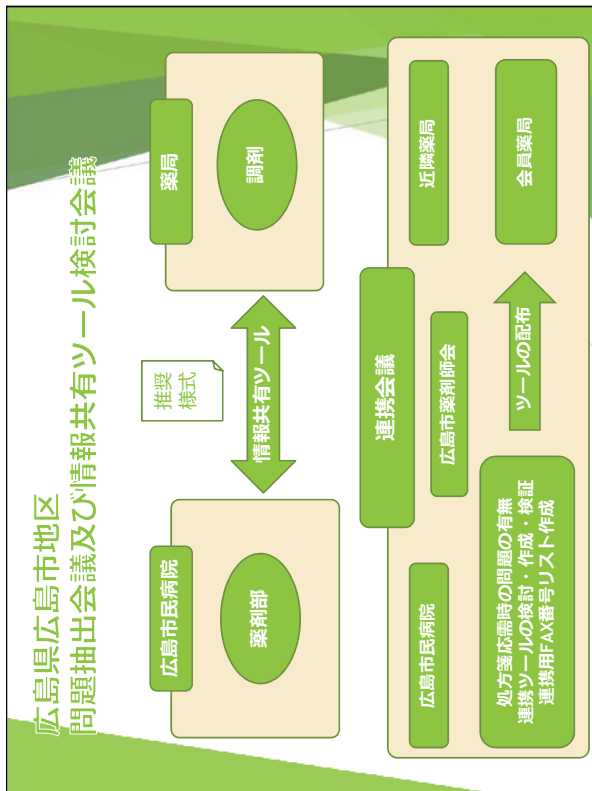 広島県広島市地区
問題抽出会議及び情報共有ツール検討会議
広島市民病院
薬剤部
推奨
様式
情報共有ツール
薬局
調剤
連携会議
広島市民病院
広島市薬剤師会
近隣薬局
処方箋応需時の問題の有無
連携ツールの検討・作成・検証
連携用FAX番号リスト作成
ツールの配布
会員薬局